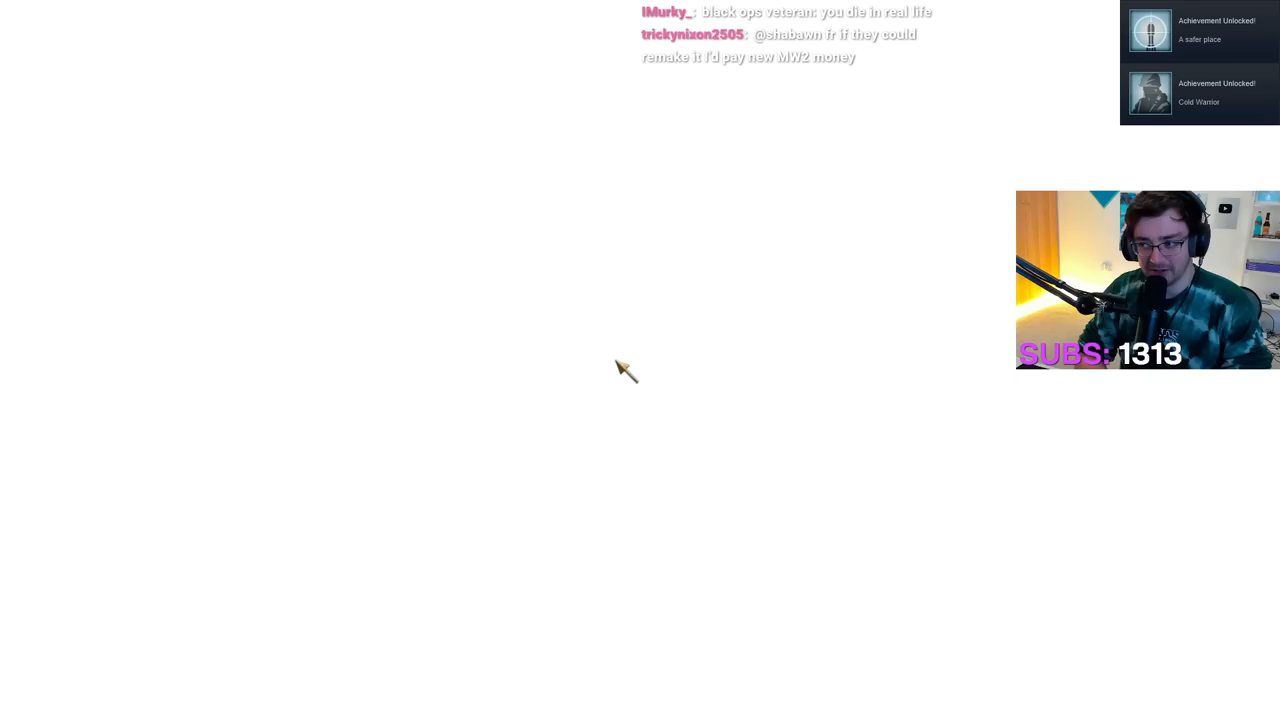 IMurky_: black ops veteran: you die in real life
trickynixon2505: @shabawn fr if they could
remake it I'd pay new MW2 money
Achievement Unlocked!
A safer place
Achievement Unlocked!
Cold Warrior
SUBS: 1313